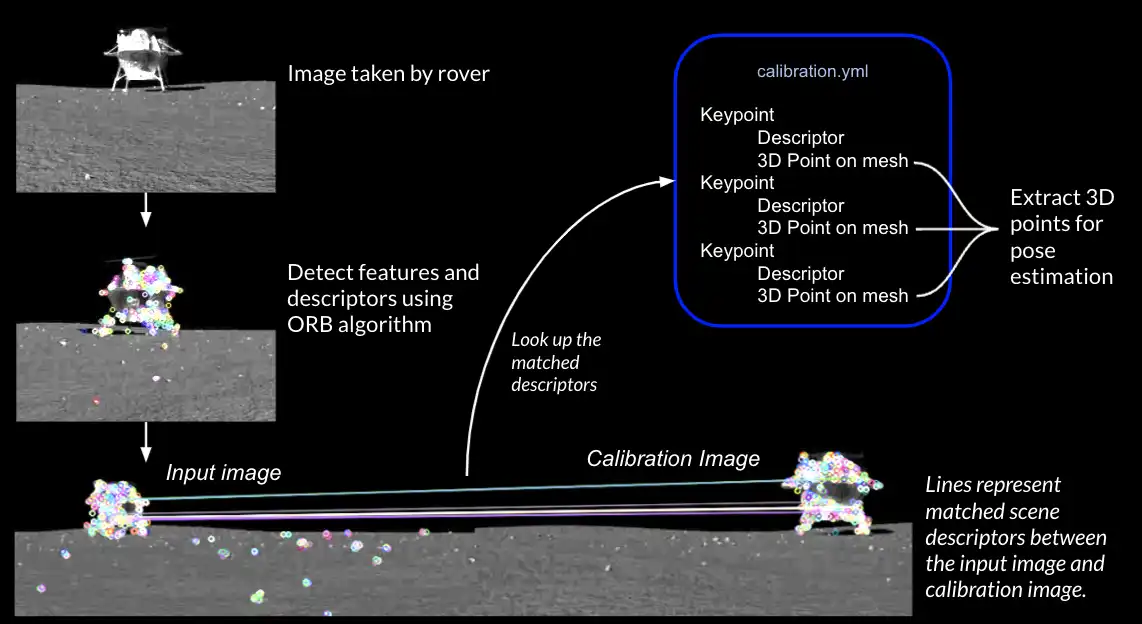 Image taken by rover
Detect features and
descriptors using
ORB algorithm
Input image
Calibration Image
Lines represent
matched scene
descriptors between
the input image and
calibration image.
Look up the
matched
descriptors
calibration.yml
Keypoint
Descriptor
3D Point on mesh
Keypoint
Descriptor
3D Point on mesh
Keypoint
Descriptor
3D Point on mesh
Extract 3D
points for
pose
estimation